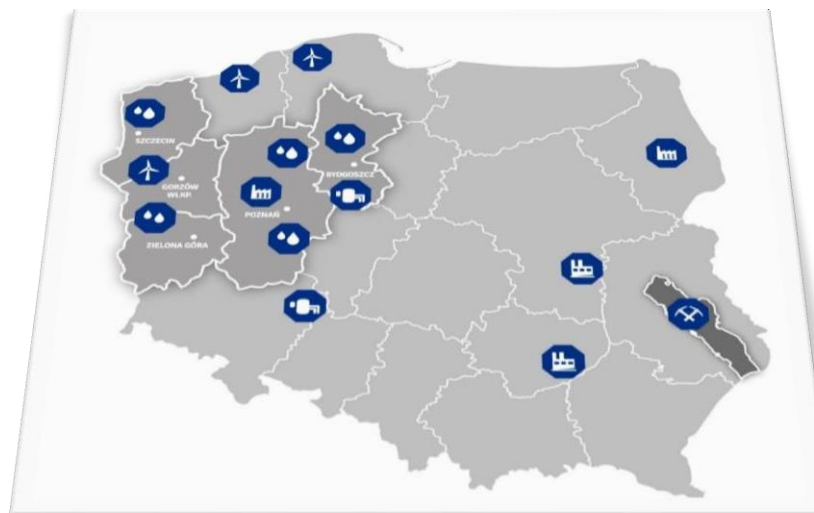 SZCZECIN
GORZÓW
WLKP.
BYDGOSZCZ
POZNAŃ
ZIELONA GÓRA